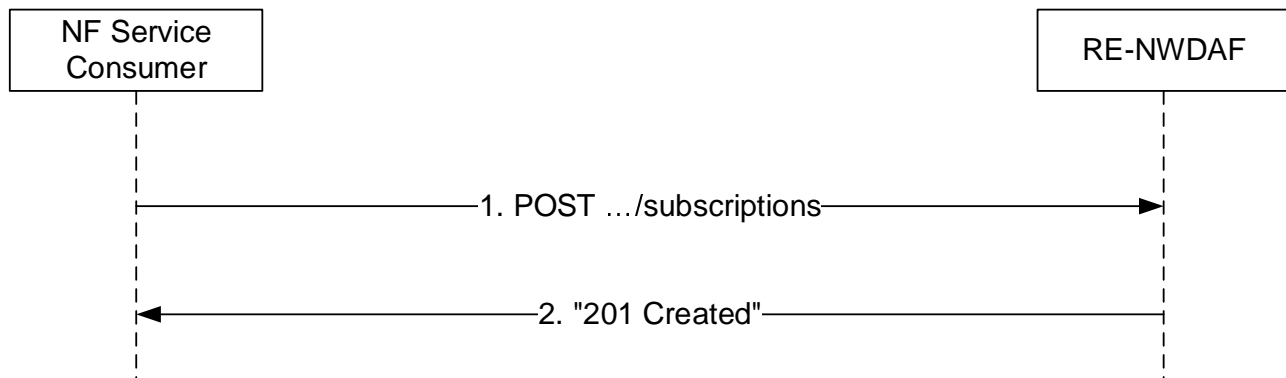 NF Service
Consumer
RE-NWDAF
1. POST …/subscriptions
2. "201 Created"